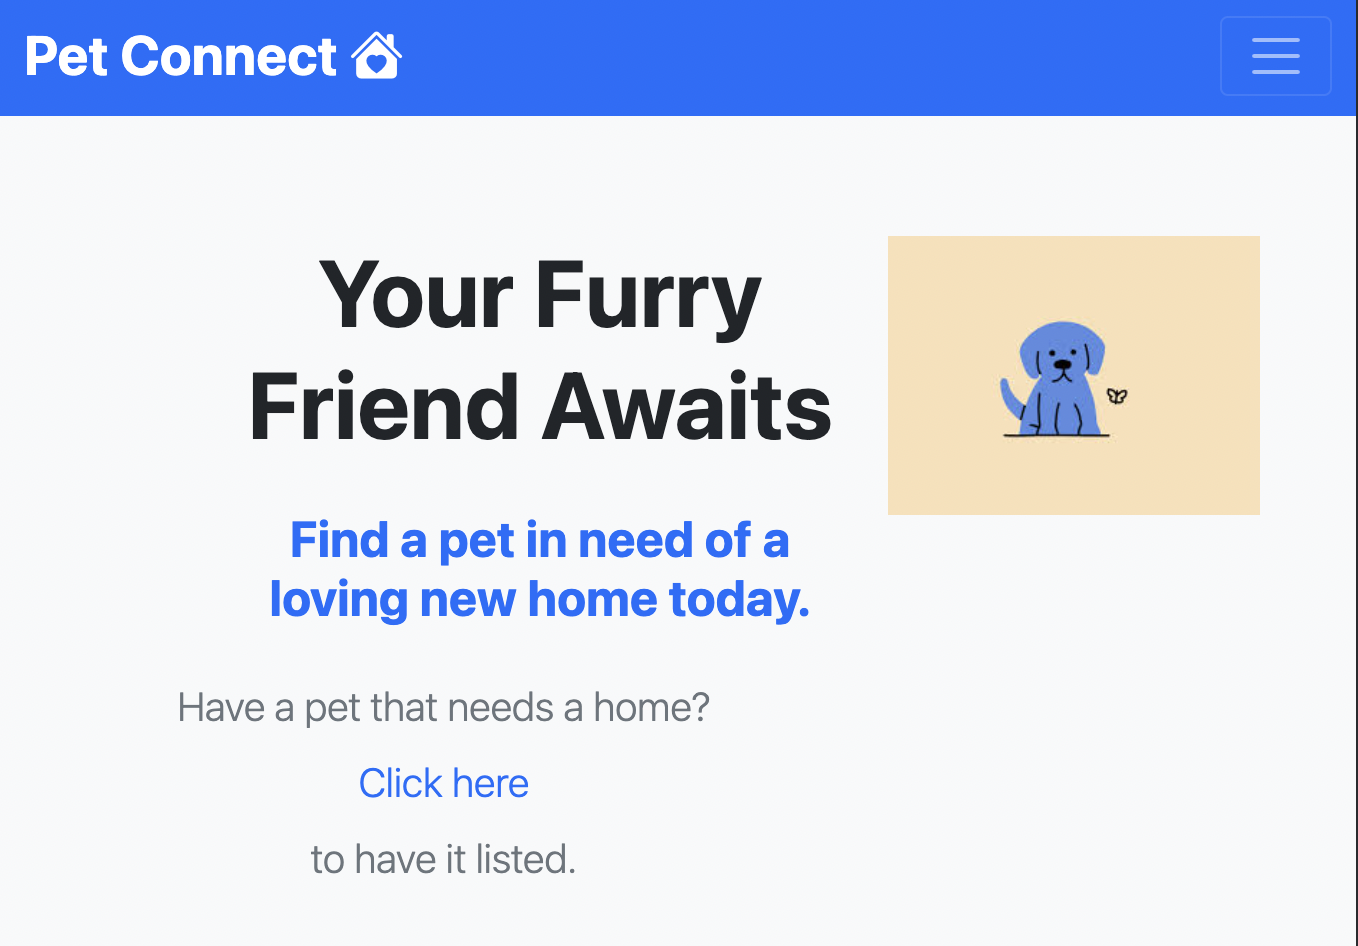 Pet Connect
Your Furry
Friend Awaits
Find a pet in need of a
loving new home today.
Have a pet that needs a home?
Click here
to have it listed.